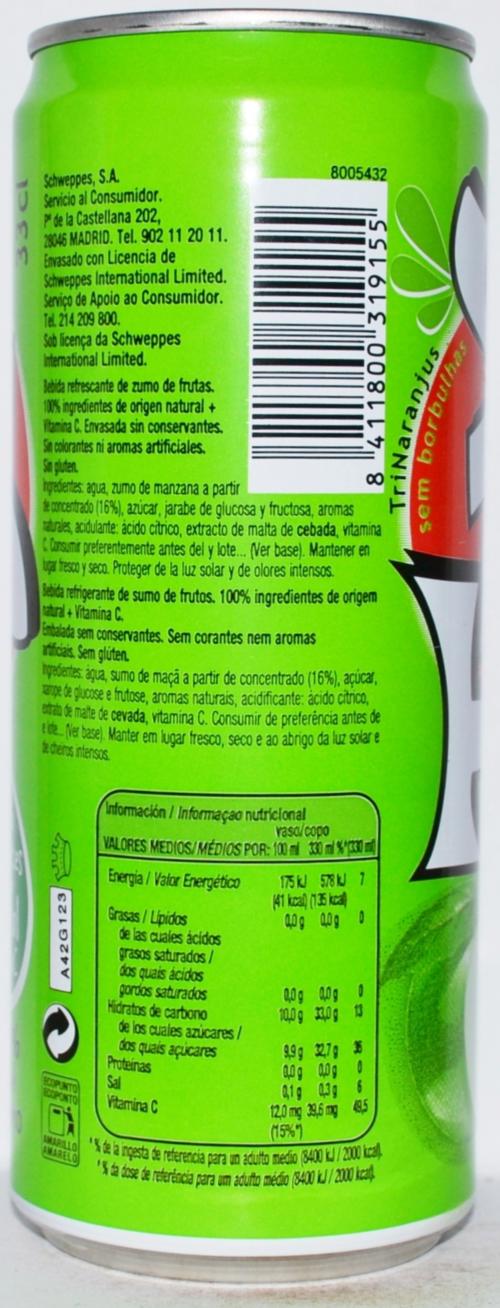 33 cl
Schweppes, S.A.
Servicio al Consumidor.
Pº de la Castellana 202,
28046 MADRID. Tel. 902 11 20 11.
Envasado con Licencia de
Schweppes International Limited.
Serviço de Apoio ao Consumidor.
Tel. 214 209 800.
Sob licença da Schweppes
International Limited.
8005432
8 411800 319155
TriNaranjus
sem borbulhas
Bebida refrescante de zumo de frutas.
100% ingredientes de origen natural +
Vitamina C. Envasada sin conservantes.
Sin colorantes ni aromas artificiales.
Sin gluten.
Ingredientes: agua, zumo de manzana a partir
de concentrado (16%), azúcar, jarabe de glucosa y fructosa, aromas
naturales, acidulante: ácido cítrico, extracto de malta de cebada, vitamina
C. Consumir preferentemente antes del y lote... (Ver base). Mantener en
lugar fresco y seco. Proteger de la luz solar y de olores intensos.
Bebida refrigerante de sumo de frutos. 100% ingredientes de origem
natural + Vitamina C.
Embalada sem conservantes. Sem corantes nem aromas
artificiais. Sem glúten.
Ingredientes: água, sumo de maçã a partir de concentrado (16%), açúcar,
xarope de glucose e frutose, aromas naturais, acidificante: ácido cítrico,
extrato de malte de cevada, vitamina C. Consumir de preferência antes de
e lote... (Ver base). Manter em lugar fresco, seco e ao abrigo da luz solar e
de cheiros intensos.
Información / Informaçao nutricional
vaso/copo
VALORES MEDIOS/MÉDIOS POR: 100 ml 330 ml %*(330 ml)
Energía / Valor Energético 175 kJ 578 kJ 7
(41 kcal) (135 kcal)
Grasas / Lípidos 0,0 g 0,0 g 0
de las cuales ácidos
grasos saturados /
dos quais ácidos
gordos saturados 0,0 g 0,0 g 0
Hidratos de carbono 10,0 g 33,0 g 13
de los cuales azúcares /
dos quais açúcares 9,9 g 32,7 g 36
Proteínas 0,0 g 0,0 g 0
Sal 0,1 g 0,3 g 6
Vitamina C 12,0 mg 39,6 mg 49,5
(15%*)
*% de la ingesta de referencia para un adulto medio (8400 kJ / 2000 kcal).
*% da dose de referência para um adulto médio (8400 kJ / 2000 kcal).
A42G123
ECOPUNTO
ECOPONTO
AMARILLO
AMARELO